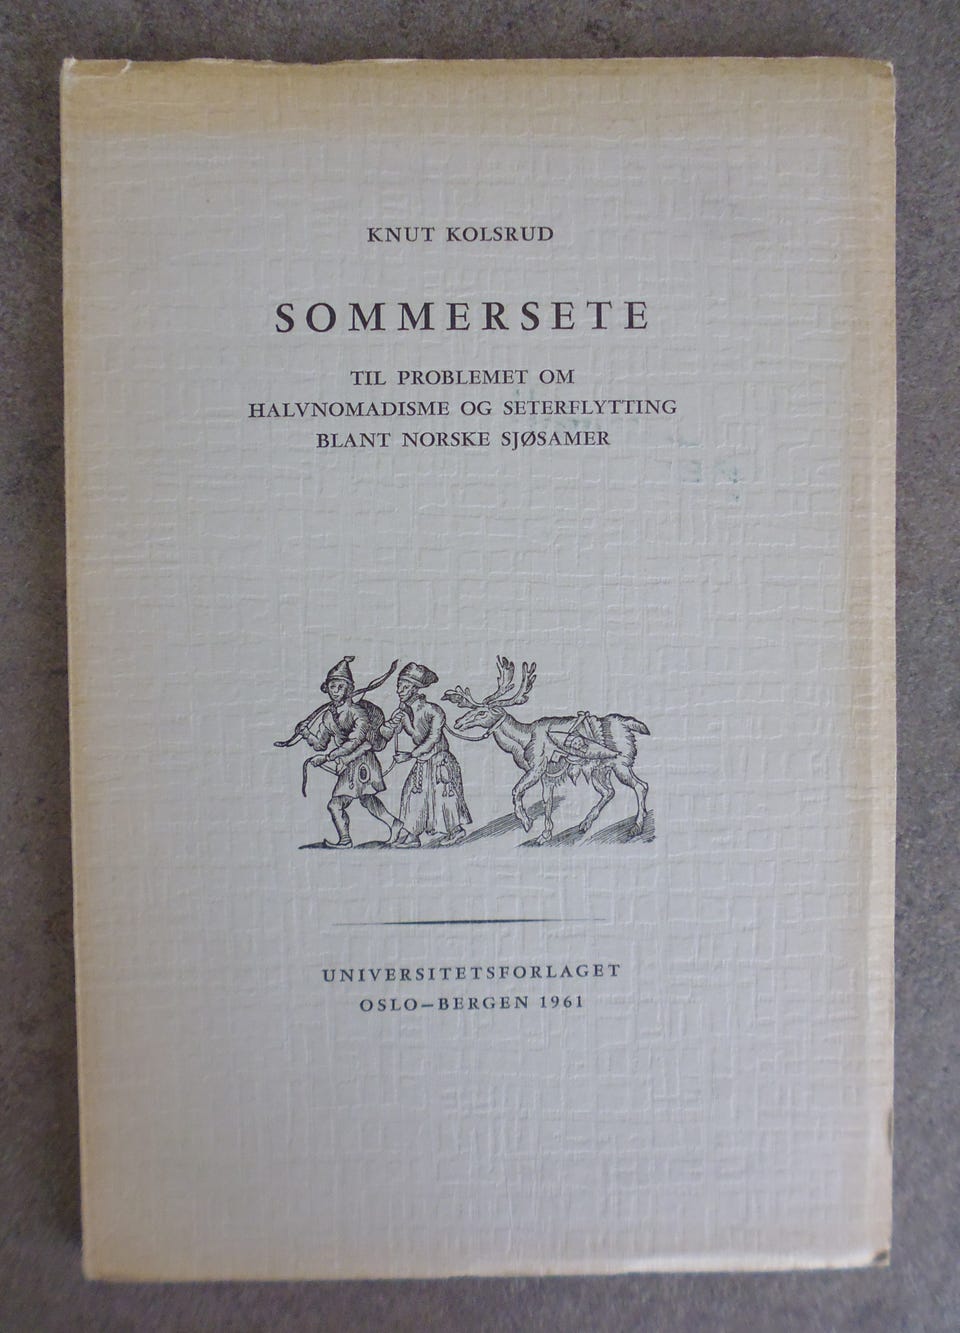 KNUT KOLSRUD
SOMMERSETE
TIL PROBLEMET OM
HALVNOMADISME OG SETERFLYTTING
BLANT NORSKE SJØSAMER
UNIVERSITETSFORLAGET
OSLO–BERGEN 1961